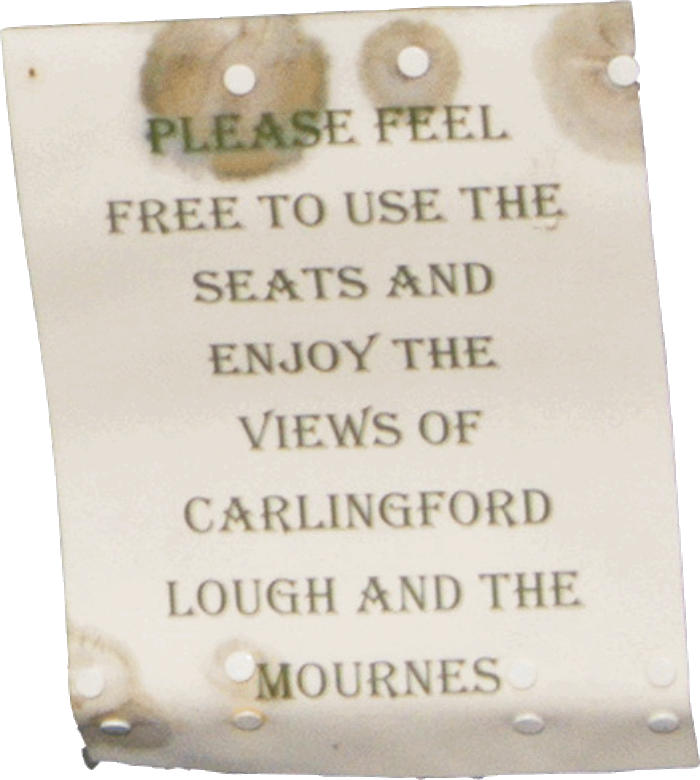 PLEASE FEEL
FREE TO USE THE
SEATS AND
ENJOY THE
VIEWS OF
CARLINGFORD
LOUGH AND THE
MOURNES